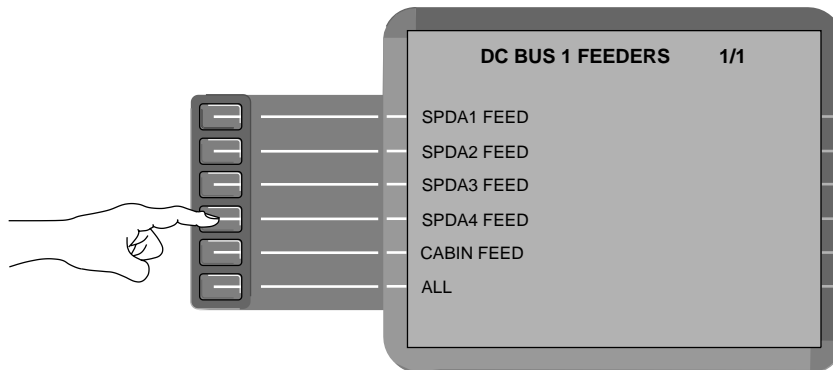 DC BUS 1 FEEDERS 1/1
SPDA1 FEED
SPDA2 FEED
SPDA3 FEED
SPDA4 FEED
CABIN FEED
ALL